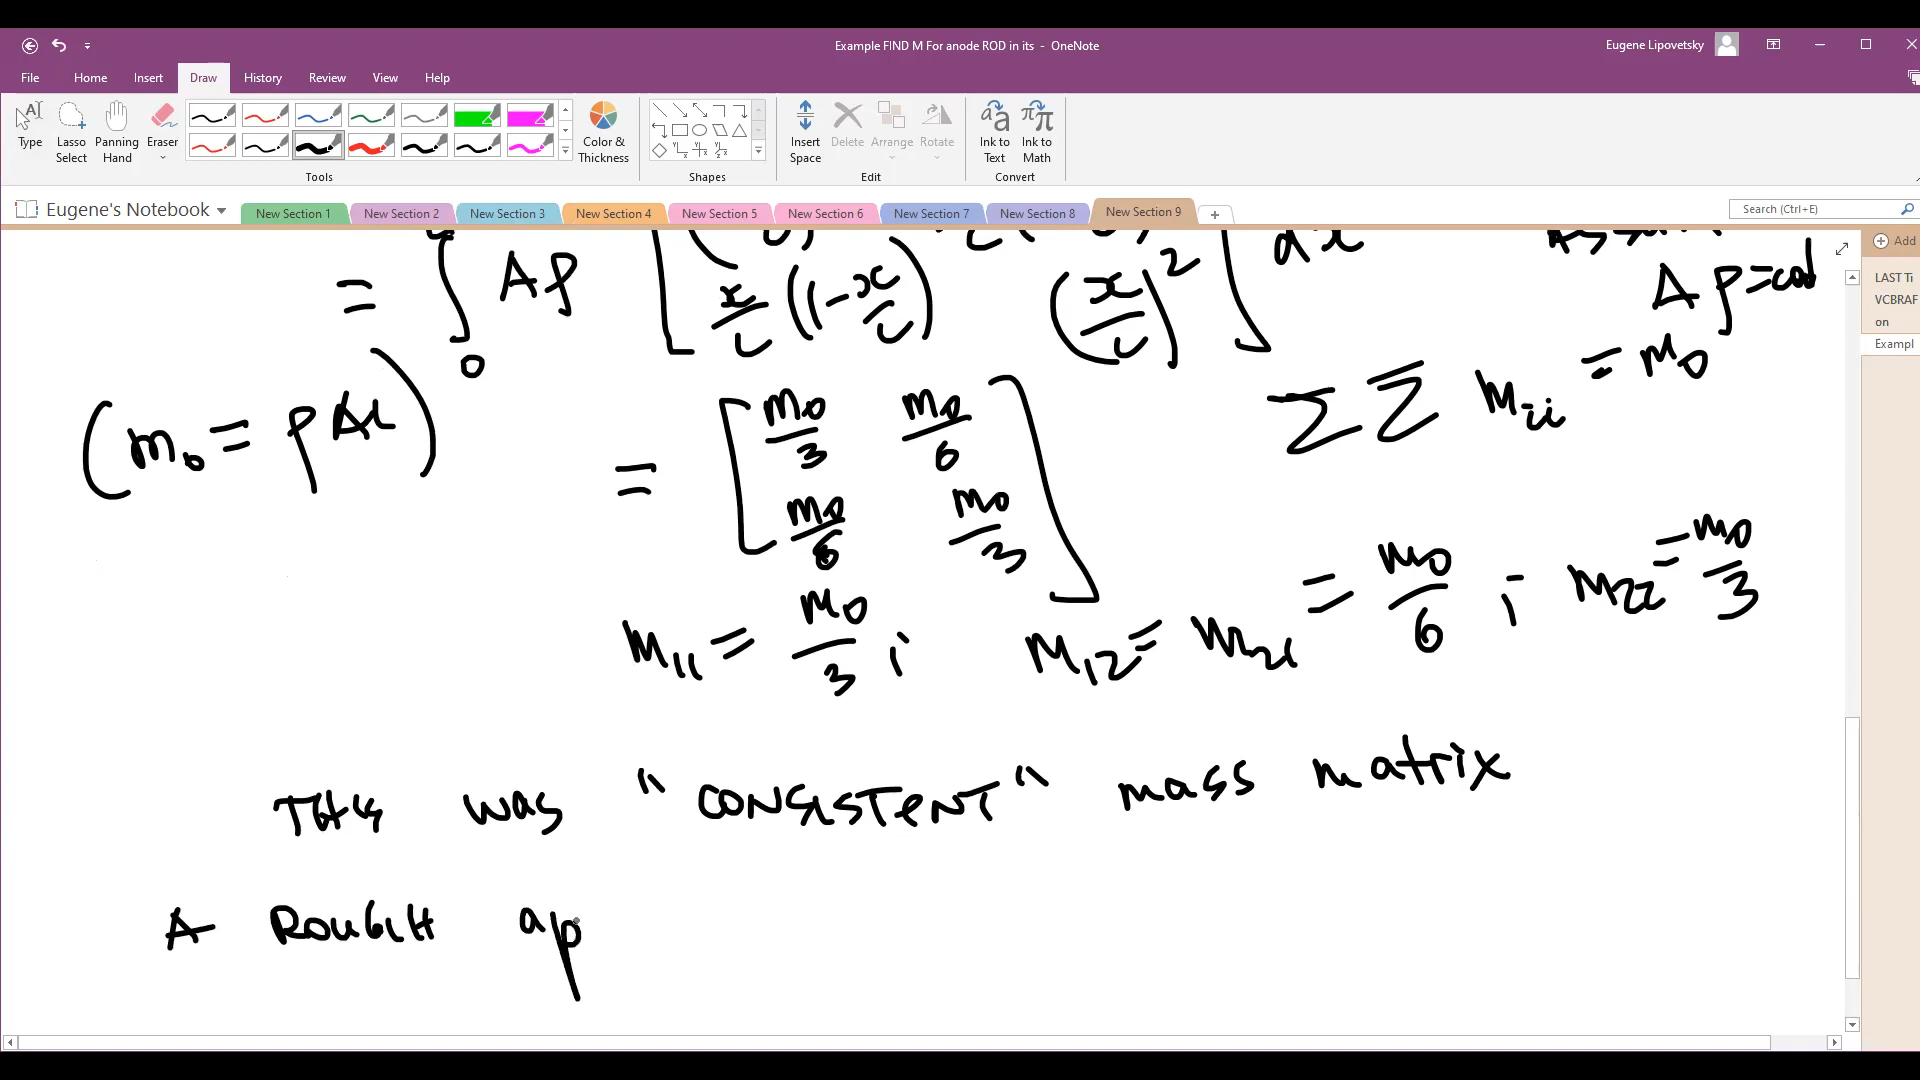 Example FIND M For anode ROD in its - OneNote
Eugene Lipovetsky
File Home Insert Draw History Review View Help
Type
Lasso Select
Panning Hand
Eraser
Color & Thickness
Insert Space
Delete
Arrange
Rotate
Ink to Text
Ink to Math
Tools
Shapes
Edit
Convert
Eugene's Notebook
New Section 1
New Section 2
New Section 3
New Section 4
New Section 5
New Section 6
New Section 7
New Section 8
New Section 9
Search (Ctrl+E)
Add
LAST Ti
VCBRAF
on
Exampl
= ∫ 0 Aρ [ x/L (1-x/L) (x/L)² ] dx
Aρ=
(m0 = ρAL)
= [ m0/3 m0/6
m0/6 m0/3 ]
ΣΣ Mij = M0
M11 = m0/3 ; M12 = M21 = m0/6 ; M22 = m0/3
THIS was "CONSISTENT" mass matrix
A ROUGH ap